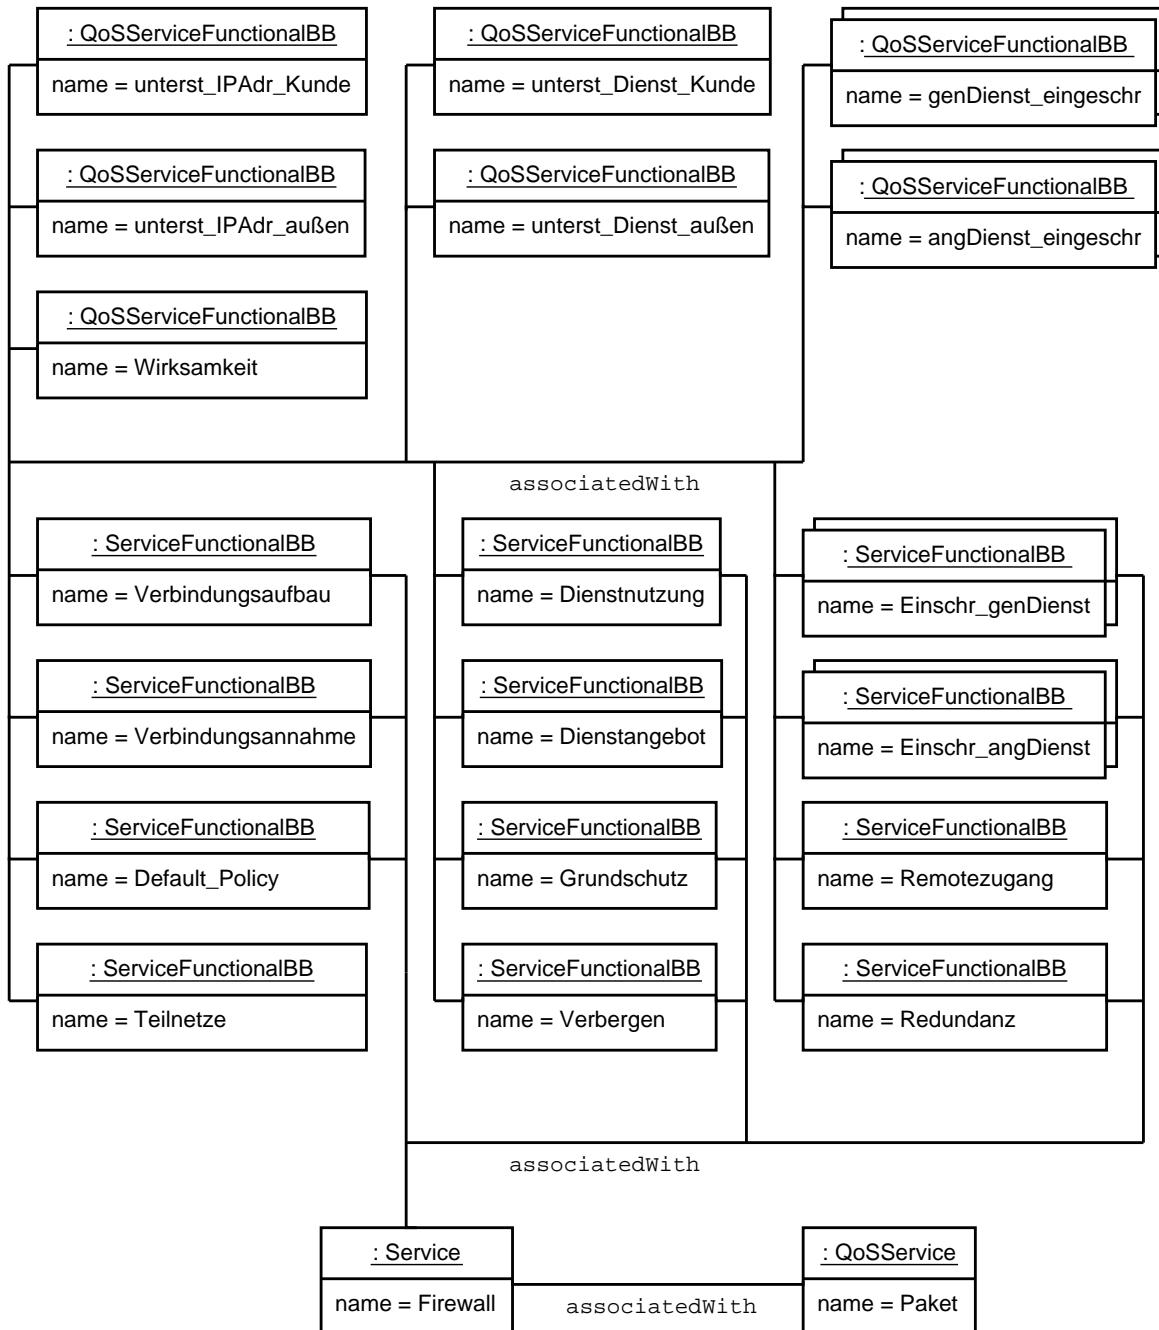 : QoSServiceFunctionalBB
name = unterst_IPAdr_Kunde
: QoSServiceFunctionalBB
name = unterst_Dienst_Kunde
: QoSServiceFunctionalBB
name = genDienst_eingeschr
: QoSServiceFunctionalBB
name = unterst_IPAdr_außen
: QoSServiceFunctionalBB
name = unterst_Dienst_außen
: QoSServiceFunctionalBB
name = angDienst_eingeschr
: QoSServiceFunctionalBB
name = Wirksamkeit
associatedWith
: ServiceFunctionalBB
name = Verbindungsaufbau
: ServiceFunctionalBB
name = Dienstnutzung
: ServiceFunctionalBB
name = Einschr_genDienst
: ServiceFunctionalBB
name = Verbindungsannahme
: ServiceFunctionalBB
name = Dienstangebot
: ServiceFunctionalBB
name = Einschr_angDienst
: ServiceFunctionalBB
name = Default_Policy
: ServiceFunctionalBB
name = Grundschutz
: ServiceFunctionalBB
name = Remotezugang
: ServiceFunctionalBB
name = Teilnetze
: ServiceFunctionalBB
name = Verbergen
: ServiceFunctionalBB
name = Redundanz
associatedWith
: Service
name = Firewall
associatedWith
: QoSService
name = Paket